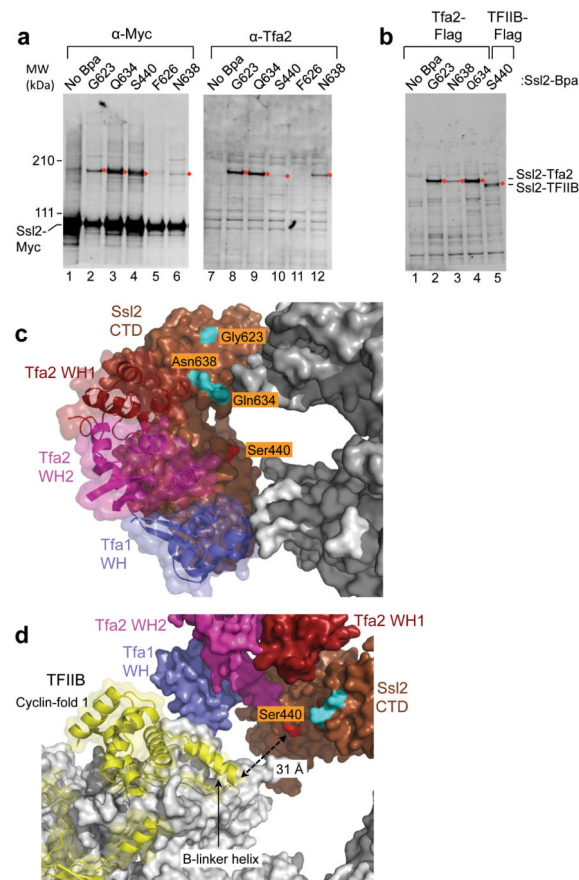 a
α-Myc
α-Tfa2
MW
(kDa)
No Bpa
G623
Q634
S440
F626
N638
No Bpa
G623
Q634
S440
F626
N638
210
111
Ssl2-
Myc
1 2 3 4 5 6
7 8 9 10 11 12
b
Tfa2-
Flag
TFIIB-
Flag
No Bpa
G623
N638
Q634
S440
:Ssl2-Bpa
Ssl2-Tfa2
Ssl2-TFIIB
1 2 3 4 5
c
Ssl2
CTD
Gly623
Asn638
Tfa2 WH1
Gln634
Tfa2
WH2
Ser440
Tfa1
WH
d
Tfa2 WH2
Tfa2 WH1
Tfa1
WH
TFIIB
Cyclin-fold 1
Ssl2
CTD
Ser440
31 Å
B-linker helix